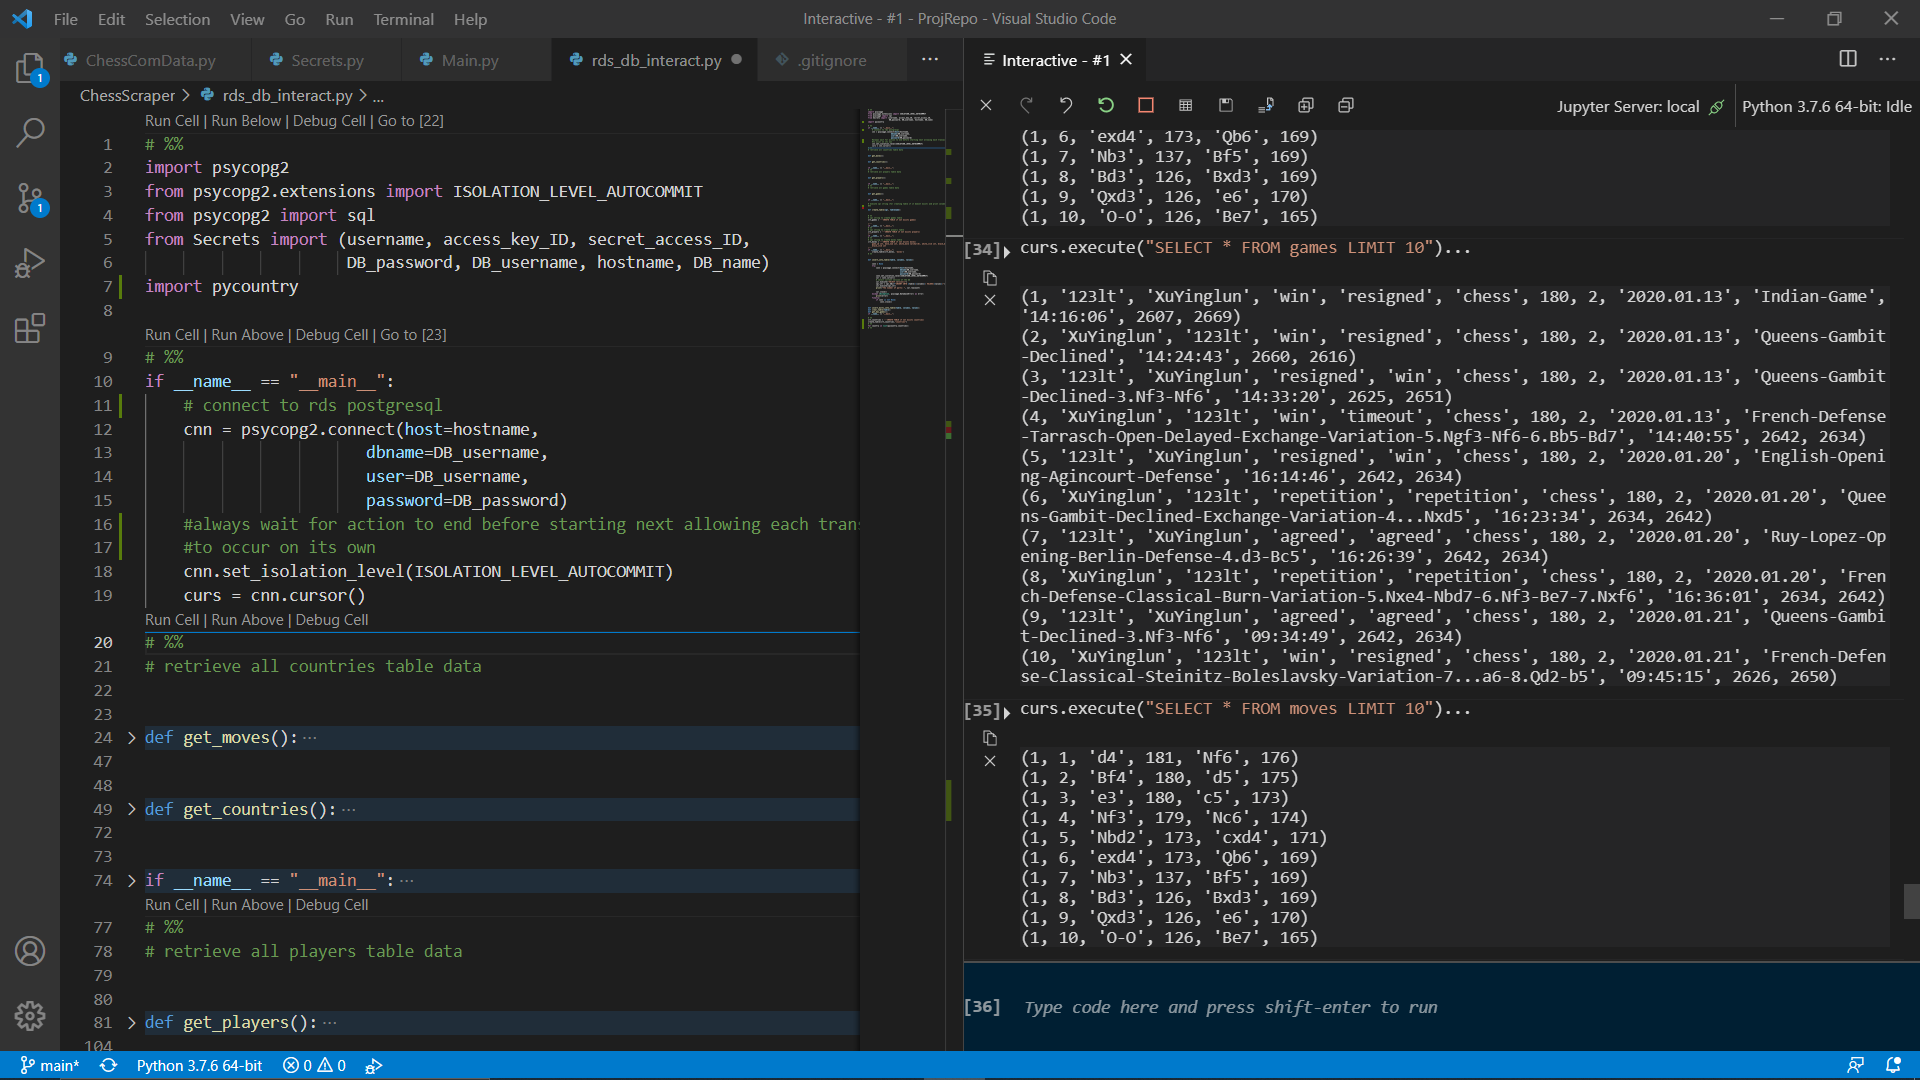 File Edit Selection View Go Run Terminal Help
Interactive - #1 - ProjRepo - Visual Studio Code
ChessComData.py Secrets.py Main.py rds_db_interact.py .gitignore ...
ChessScraper > rds_db_interact.py > ...
Run Cell | Run Below | Debug Cell | Go to [22]
1 # %%
2 import psycopg2
3 from psycopg2.extensions import ISOLATION_LEVEL_AUTOCOMMIT
4 from psycopg2 import sql
5 from Secrets import (username, access_key_ID, secret_access_ID,
6 DB_password, DB_username, hostname, DB_name)
7 import pycountry
8
Run Cell | Run Above | Debug Cell | Go to [23]
9 # %%
10 if __name__ == "__main__":
11 # connect to rds postgresql
12 cnn = psycopg2.connect(host=hostname,
13 dbname=DB_username,
14 user=DB_username,
15 password=DB_password)
16 #always wait for action to end before starting next allowing each tran
17 #to occur on its own
18 cnn.set_isolation_level(ISOLATION_LEVEL_AUTOCOMMIT)
19 curs = cnn.cursor()
Run Cell | Run Above | Debug Cell
20 # %%
21 # retrieve all countries table data
22
23
24 > def get_moves(): ...
47
48
49 > def get_countries(): ...
72
73
74 > if __name__ == "__main__": ...
Run Cell | Run Above | Debug Cell
77 # %%
78 # retrieve all players table data
79
80
81 > def get_players(): ...
104
Interactive - #1
Jupyter Server: local Python 3.7.6 64-bit: Idle
(1, 6, 'exd4', 173, 'Qb6', 169)
(1, 7, 'Nb3', 137, 'Bf5', 169)
(1, 8, 'Bd3', 126, 'Bxd3', 169)
(1, 9, 'Qxd3', 126, 'e6', 170)
(1, 10, 'O-O', 126, 'Be7', 165)
[34] curs.execute("SELECT * FROM games LIMIT 10")...
(1, '123lt', 'XuYinglun', 'win', 'resigned', 'chess', 180, 2, '2020.01.13', 'Indian-Game',
'14:16:06', 2607, 2669)
(2, 'XuYinglun', '123lt', 'win', 'resigned', 'chess', 180, 2, '2020.01.13', 'Queens-Gambit
-Declined', '14:24:43', 2660, 2616)
(3, '123lt', 'XuYinglun', 'resigned', 'win', 'chess', 180, 2, '2020.01.13', 'Queens-Gambit
-Declined-3.Nf3-Nf6', '14:33:20', 2625, 2651)
(4, 'XuYinglun', '123lt', 'win', 'timeout', 'chess', 180, 2, '2020.01.13', 'French-Defense
-Tarrasch-Open-Delayed-Exchange-Variation-5.Ngf3-Nf6-6.Bb5-Bd7', '14:40:55', 2642, 2634)
(5, '123lt', 'XuYinglun', 'resigned', 'win', 'chess', 180, 2, '2020.01.20', 'English-Openi
ng-Agincourt-Defense', '16:14:46', 2642, 2634)
(6, 'XuYinglun', '123lt', 'repetition', 'repetition', 'chess', 180, 2, '2020.01.20', 'Quee
ns-Gambit-Declined-Exchange-Variation-4...Nxd5', '16:23:34', 2634, 2642)
(7, '123lt', 'XuYinglun', 'agreed', 'agreed', 'chess', 180, 2, '2020.01.20', 'Ruy-Lopez-Op
ening-Berlin-Defense-4.d3-Bc5', '16:26:39', 2642, 2634)
(8, 'XuYinglun', '123lt', 'repetition', 'repetition', 'chess', 180, 2, '2020.01.20', 'Fren
ch-Defense-Classical-Burn-Variation-5.Nxe4-Nbd7-6.Nf3-Be7-7.Nxf6', '16:36:01', 2634, 2642)
(9, '123lt', 'XuYinglun', 'agreed', 'agreed', 'chess', 180, 2, '2020.01.21', 'Queens-Gambi
t-Declined-3.Nf3-Nf6', '09:34:49', 2642, 2634)
(10, 'XuYinglun', '123lt', 'win', 'resigned', 'chess', 180, 2, '2020.01.21', 'French-Defen
se-Classical-Steinitz-Boleslavsky-Variation-7...a6-8.Qd2-b5', '09:45:15', 2626, 2650)
[35] curs.execute("SELECT * FROM moves LIMIT 10")...
(1, 1, 'd4', 181, 'Nf6', 176)
(1, 2, 'Bf4', 180, 'd5', 175)
(1, 3, 'e3', 180, 'c5', 173)
(1, 4, 'Nf3', 179, 'Nc6', 174)
(1, 5, 'Nbd2', 173, 'cxd4', 171)
(1, 6, 'exd4', 173, 'Qb6', 169)
(1, 7, 'Nb3', 137, 'Bf5', 169)
(1, 8, 'Bd3', 126, 'Bxd3', 169)
(1, 9, 'Qxd3', 126, 'e6', 170)
(1, 10, 'O-O', 126, 'Be7', 165)
[36] Type code here and press shift-enter to run
main* Python 3.7.6 64-bit 0 0